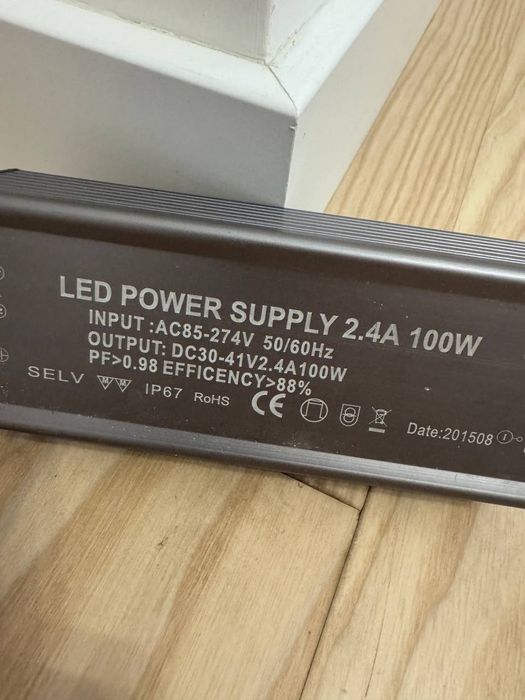 LED POWER SUPPLY 2.4A 100W
INPUT :AC85-274V 50/60Hz
OUTPUT: DC30-41V2.4A100W
PF>0.98 EFFICENCY>88%
SELV M M IP67 RoHS CE Date:201508